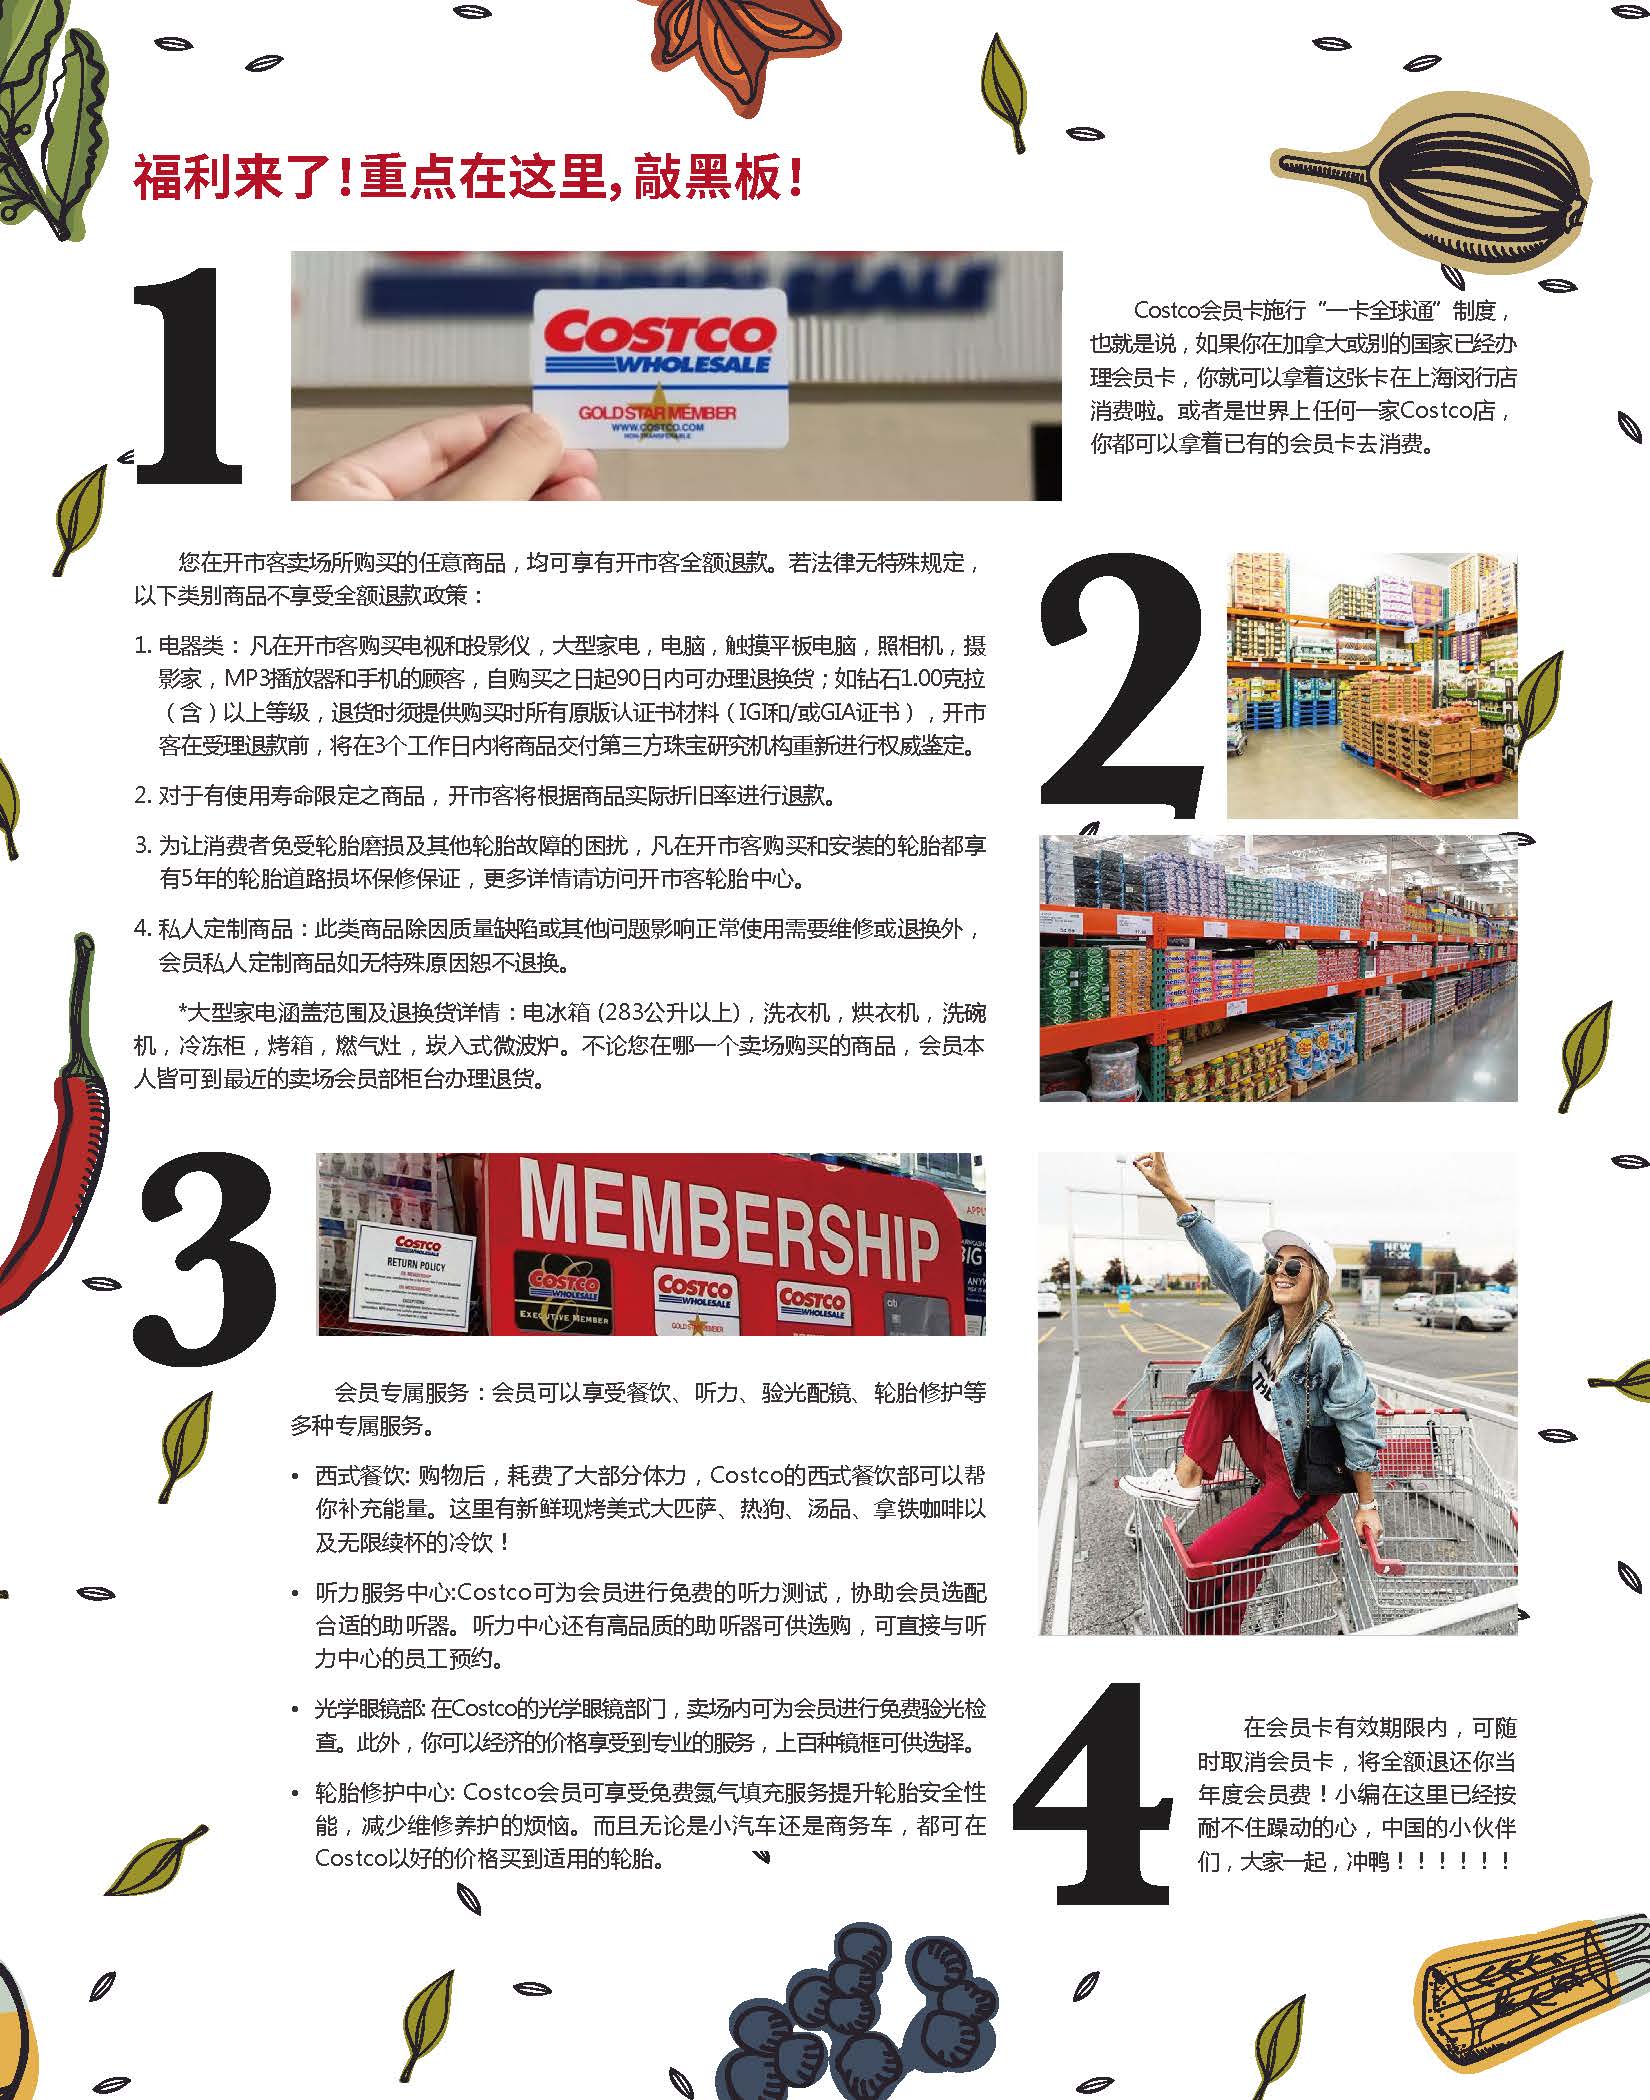 福利来了！重点在这里，敲黑板！
1
COSTCO
WHOLESALE
GOLD STAR MEMBER
WWW.COSTCO.COM
NON-TRANSFERABLE
Costco会员卡施行“一卡全球通”制度，
也就是说，如果你在加拿大或别的国家已经办
理会员卡，你就可以拿着这张卡在上海闵行店
消费啦。或者是世界上任何一家Costco店，
你都可以拿着已有的会员卡去消费。
2
您在开市客卖场所购买的任意商品，均可享有开市客全额退款。若法律无特殊规定，
以下类别商品不享受全额退款政策：
1. 电器类： 凡在开市客购买电视和投影仪，大型家电，电脑，触摸平板电脑，照相机，摄
影家，MP3播放器和手机的顾客，自购买之日起90日内可办理退换货；如钻石1.00克拉
（含）以上等级，退货时须提供购买时所有原版认证书材料（IGI和/或GIA证书），开市
客在受理退款前，将在3个工作日内将商品交付第三方珠宝研究机构重新进行权威鉴定。
2. 对于有使用寿命限定之商品，开市客将根据商品实际折旧率进行退款。
3. 为让消费者免受轮胎磨损及其他轮胎故障的困扰，凡在开市客购买和安装的轮胎都享
有5年的轮胎道路损坏保修保证，更多详情请访问开市客轮胎中心。
4. 私人定制商品：此类商品除因质量缺陷或其他问题影响正常使用需要维修或退换外，
会员私人定制商品如无特殊原因恕不退换。
*大型家电涵盖范围及退换货详情：电冰箱 (283公升以上)，洗衣机，烘衣机，洗碗
机，冷冻柜，烤箱，燃气灶，崁入式微波炉。不论您在哪一个卖场购买的商品，会员本
人皆可到最近的卖场会员部柜台办理退货。
3
MEMBERSHIP
COSTCO
WHOLESALE
RETURN POLICY
COSTCO
WHOLESALE
EXECUTIVE MEMBER
COSTCO
WHOLESALE
GOLD STAR MEMBER
COSTCO
WHOLESALE
citi
会员专属服务：会员可以享受餐饮、听力、验光配镜、轮胎修护等
多种专属服务。
• 西式餐饮: 购物后，耗费了大部分体力，Costco的西式餐饮部可以帮
你补充能量。这里有新鲜现烤美式大匹萨、热狗、汤品、拿铁咖啡以
及无限续杯的冷饮！
• 听力服务中心:Costco可为会员进行免费的听力测试，协助会员选配
合适的助听器。听力中心还有高品质的助听器可供选购，可直接与听
力中心的员工预约。
• 光学眼镜部: 在Costco的光学眼镜部门，卖场内可为会员进行免费验光检
查。此外，你可以经济的价格享受到专业的服务，上百种镜框可供选择。
• 轮胎修护中心: Costco会员可享受免费氮气填充服务提升轮胎安全性
能，减少维修养护的烦恼。而且无论是小汽车还是商务车，都可在
Costco以好的价格买到适用的轮胎。
NEW LOOK
4
在会员卡有效期限内，可随
时取消会员卡，将全额退还你当
年度会员费！小编在这里已经按
耐不住躁动的心，中国的小伙伴
们，大家一起，冲鸭！！！！！！